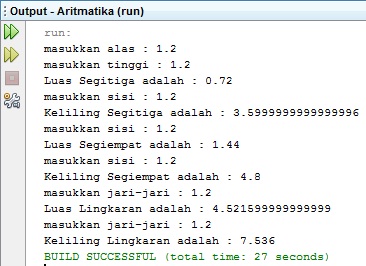 Output - Aritmatika (run)
run:
masukkan alas : 1.2
masukkan tinggi : 1.2
Luas Segitiga adalah : 0.72
masukkan sisi : 1.2
Keliling Segitiga adalah : 3.5999999999999996
masukkan sisi : 1.2
Luas Segiempat adalah : 1.44
masukkan sisi : 1.2
Keliling Segiempat adalah : 4.8
masukkan jari-jari : 1.2
Luas Lingkaran adalah : 4.521599999999999
masukkan jari-jari : 1.2
Keliling Lingkaran adalah : 7.536
BUILD SUCCESSFUL (total time: 27 seconds)